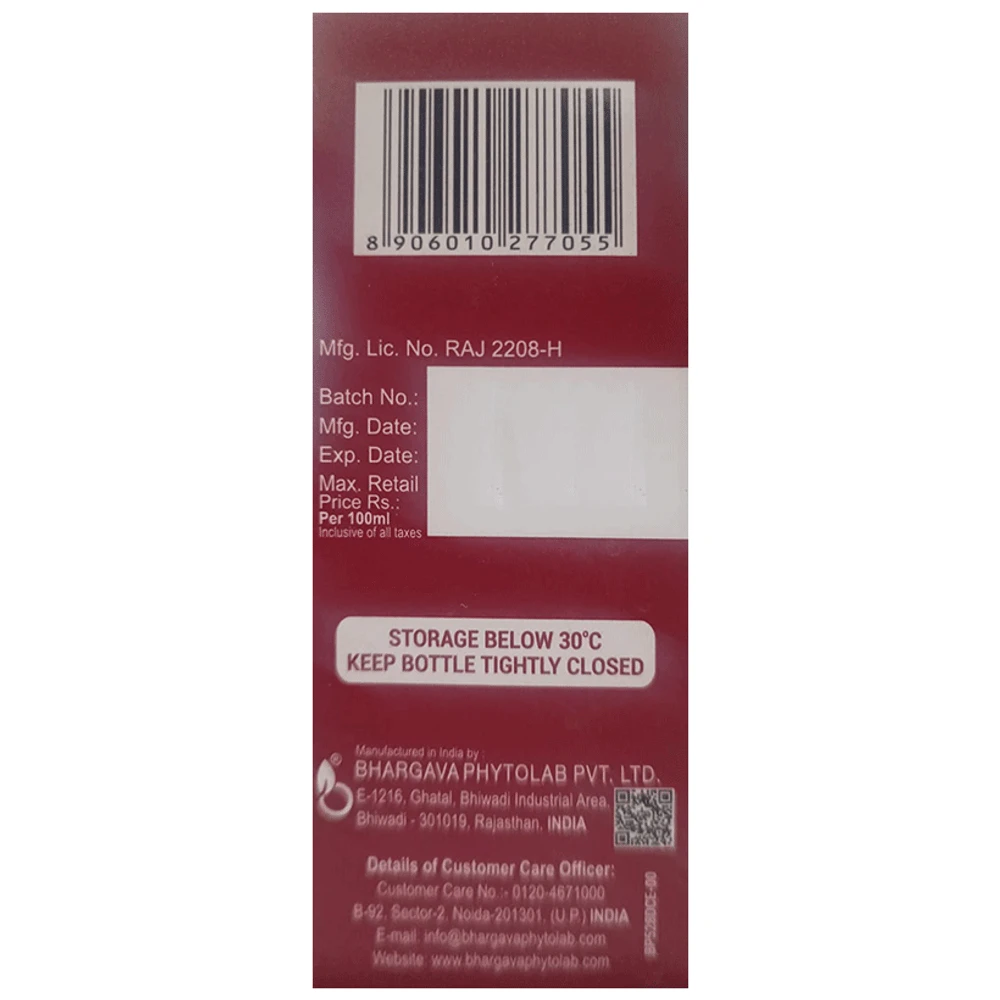 8 906010 277055
Mfg. Lic. No. RAJ 2208-H
Batch No.:
Mfg. Date:
Exp. Date:
Max. Retail
Price Rs.:
Per 100ml
Inclusive of all taxes
STORAGE BELOW 30°C
KEEP BOTTLE TIGHTLY CLOSED
Manufactured in India by :
®
BHARGAVA PHYTOLAB PVT. LTD.
E-1216, Ghatal, Bhiwadi Industrial Area,
Bhiwadi - 301019, Rajasthan, INDIA
Details of Customer Care Officer:
Customer Care No.:- 0120-4671000
B-92, Sector-2, Noida-201301, (U.P.) INDIA
E-mail: info@bhargavaphytolab.com
Website: www.bhargavaphytolab.com
BP528DCE-00